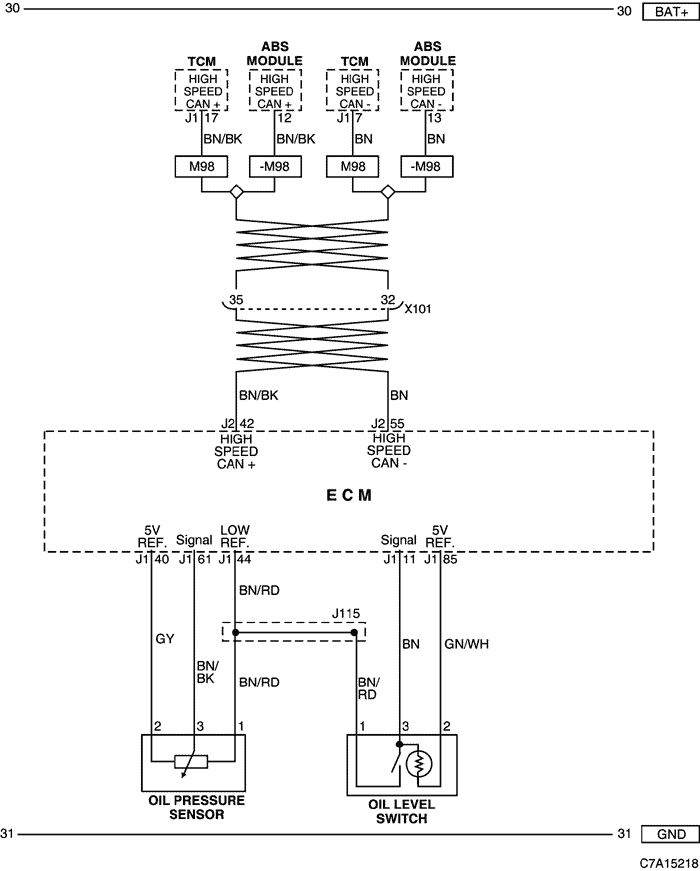 30 30 BAT+
TCM ABS MODULE TCM ABS MODULE
HIGH SPEED CAN + HIGH SPEED CAN + HIGH SPEED CAN - HIGH SPEED CAN -
J1 17 12 J1 7 13
BN/BK BN/BK BN BN
M98 -M98 M98 -M98
35 32 X101
BN/BK BN
J2 42 J2 55
HIGH SPEED CAN + HIGH SPEED CAN -
ECM
5V REF. Signal LOW REF. Signal 5V REF.
J1 40 J1 61 J1 44 J1 11 J1 85
BN/RD
J115
GY BN GN/WH
BN/BK BN/RD BN/RD
2 3 1 1 3 2
OIL PRESSURE SENSOR OIL LEVEL SWITCH
31 31 GND
C7A15218